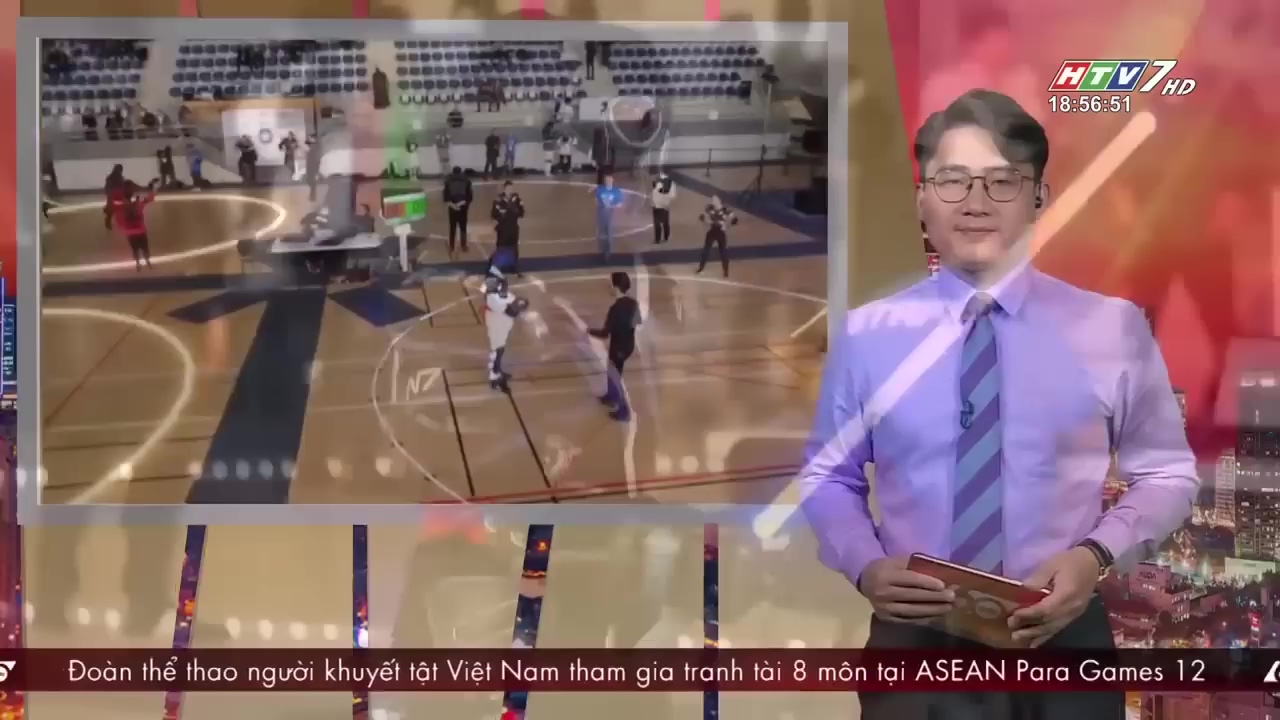 HTV7 HD
18:56:51
Đoàn thể thao người khuyết tật Việt Nam tham gia tranh tài 8 môn tại ASEAN Para Games 12